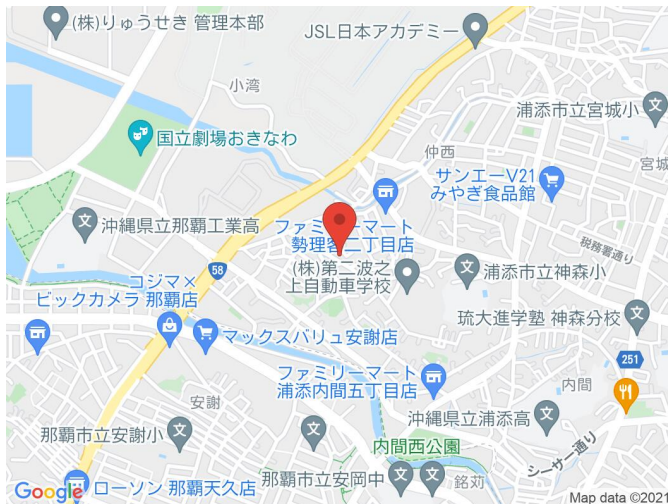 (株)りゅうせき 管理本部
JSL日本アカデミー
小湾
浦添市立宮城小
国立劇場おきなわ
仲西
宮城
サンエーV21
みやぎ食品館
ファミリーマート
勢理客二丁目店
沖縄県立那覇工業高
税務署通り
58
(株)第二波之
上自動車学校
浦添市立神森小
コジマ×
ビックカメラ 那覇店
マックスバリュ安謝店
琉大進学塾 神森分校
251
ファミリーマート
浦添内間五丁目店
内間
安謝
沖縄県立浦添高
那覇市立安謝小
内間西公園
シーサー通り
那覇市立安岡中
銘苅
Google
ローソン 那覇天久店
Map data ©202